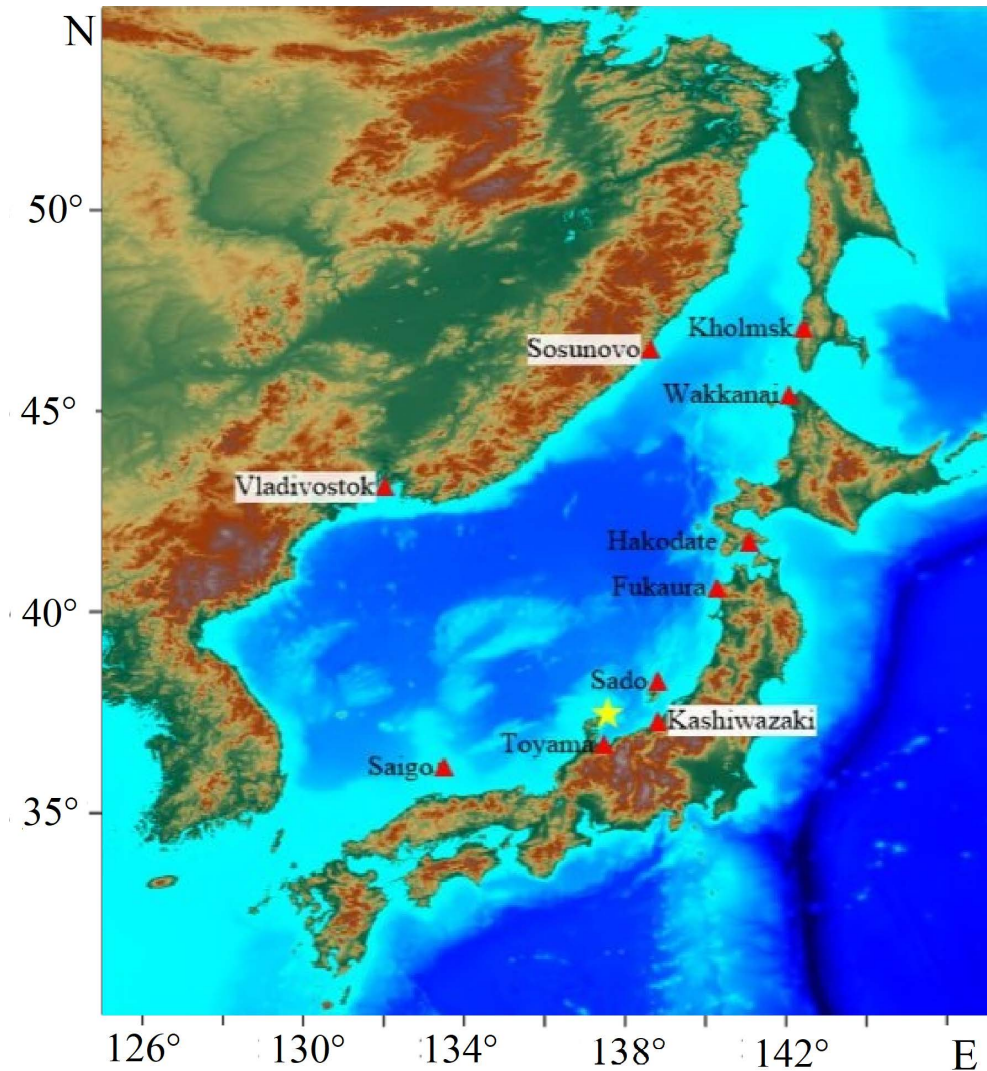 N
50°
Kholmsk
Sosunovo
Wakkanai
45°
Vladivostok
Hakodate
Fukaura
40°
Sado
Kashiwazaki
Toyama
Saigo
35°
126° 130° 134° 138° 142° E